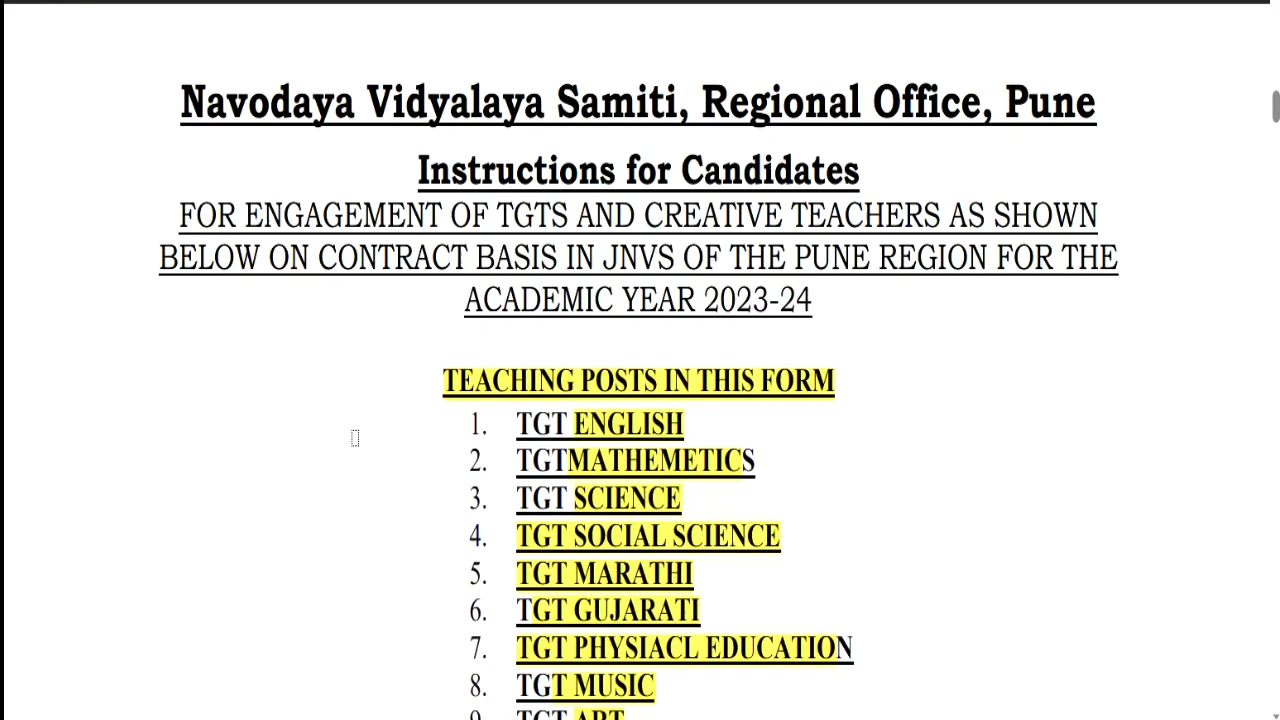 Navodaya Vidyalaya Samiti, Regional Office, Pune
Instructions for Candidates
FOR ENGAGEMENT OF TGTS AND CREATIVE TEACHERS AS SHOWN
BELOW ON CONTRACT BASIS IN JNVS OF THE PUNE REGION FOR THE
ACADEMIC YEAR 2023-24
TEACHING POSTS IN THIS FORM
1. TGT ENGLISH
2. TGTMATHEMETICS
3. TGT SCIENCE
4. TGT SOCIAL SCIENCE
5. TGT MARATHI
6. TGT GUJARATI
7. TGT PHYSIACL EDUCATION
8. TGT MUSIC
9. TGT ART